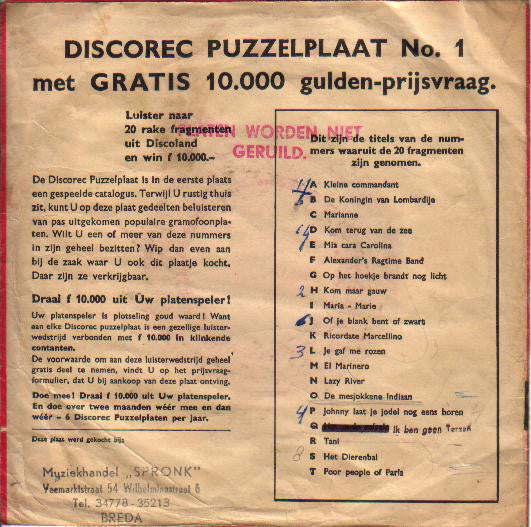 DISCOREC PUZZELPLAAT No. 1
met GRATIS 10.000 gulden-prijsvraag.
Luister naar
20 rake fragmenten
uit Discoland
en win f 10.000.-
PLATEN WORDEN NIET
GERUILD.
De Discorec Puzzelplaat is in de eerste plaats
een gespeelde catalogus. Terwijl U rustig thuis
zit, kunt U op deze plaat gedeelten beluisteren
van pas uitgekomen populaire gramofoonpla-
ten. Wilt U een of meer van deze nummers
in zijn geheel bezitten? Wip dan even aan
bij de zaak waar U ook dit plaatje kocht.
Daar zijn ze verkrijgbaar.
Draai f 10.000 uit Uw platenspeler!
Uw platenspeler is plotseling goud waard! Want
aan elke Discorec puzzelplaat is een gezellige luister-
wedstrijd verbonden met f 10.000 in klinkende
contanten.
De voorwaarde om aan deze luisterwedstrijd geheel
gratis deel te nemen, vindt U op het prijsvraag-
formulier, dat U bij aankoop van deze plaat ontving.
Doe mee! Draai f 10.000 uit Uw platenspeler.
En doe over twee maanden wéér mee en dan
wéér – 6 Discorec Puzzelplaten per jaar.
Deze plaat werd gekocht bij:
Muziekhandel „SPRONK"
Veemarktstraat 54 Wilhelminastraat 6
Tel. 34778 - 35213
BREDA
Dit zijn de titels van de num-
mers waaruit de 20 fragmenten
zijn genomen.
A Kleine commandant
B De Koningin van Lombardije
C Marianne
D Kom terug van de zee
E Mia cara Carolina
F Alexander's Ragtime Band
G Op het hoekje brandt nog licht
2 H Kom maar gauw
I Maria - Marie
6 J Of je blank bent of zwart
K Ricordate Marcellino
3 L Je gaf me rozen
M El Marinero
N Lazy River
O De mesjokkene Indiaan
4 P Johnny laat je jodel nog eens horen
Q Ik ben geen Tarzan
R Tani
8 S Het Dierenbal
T Poor people of Paris